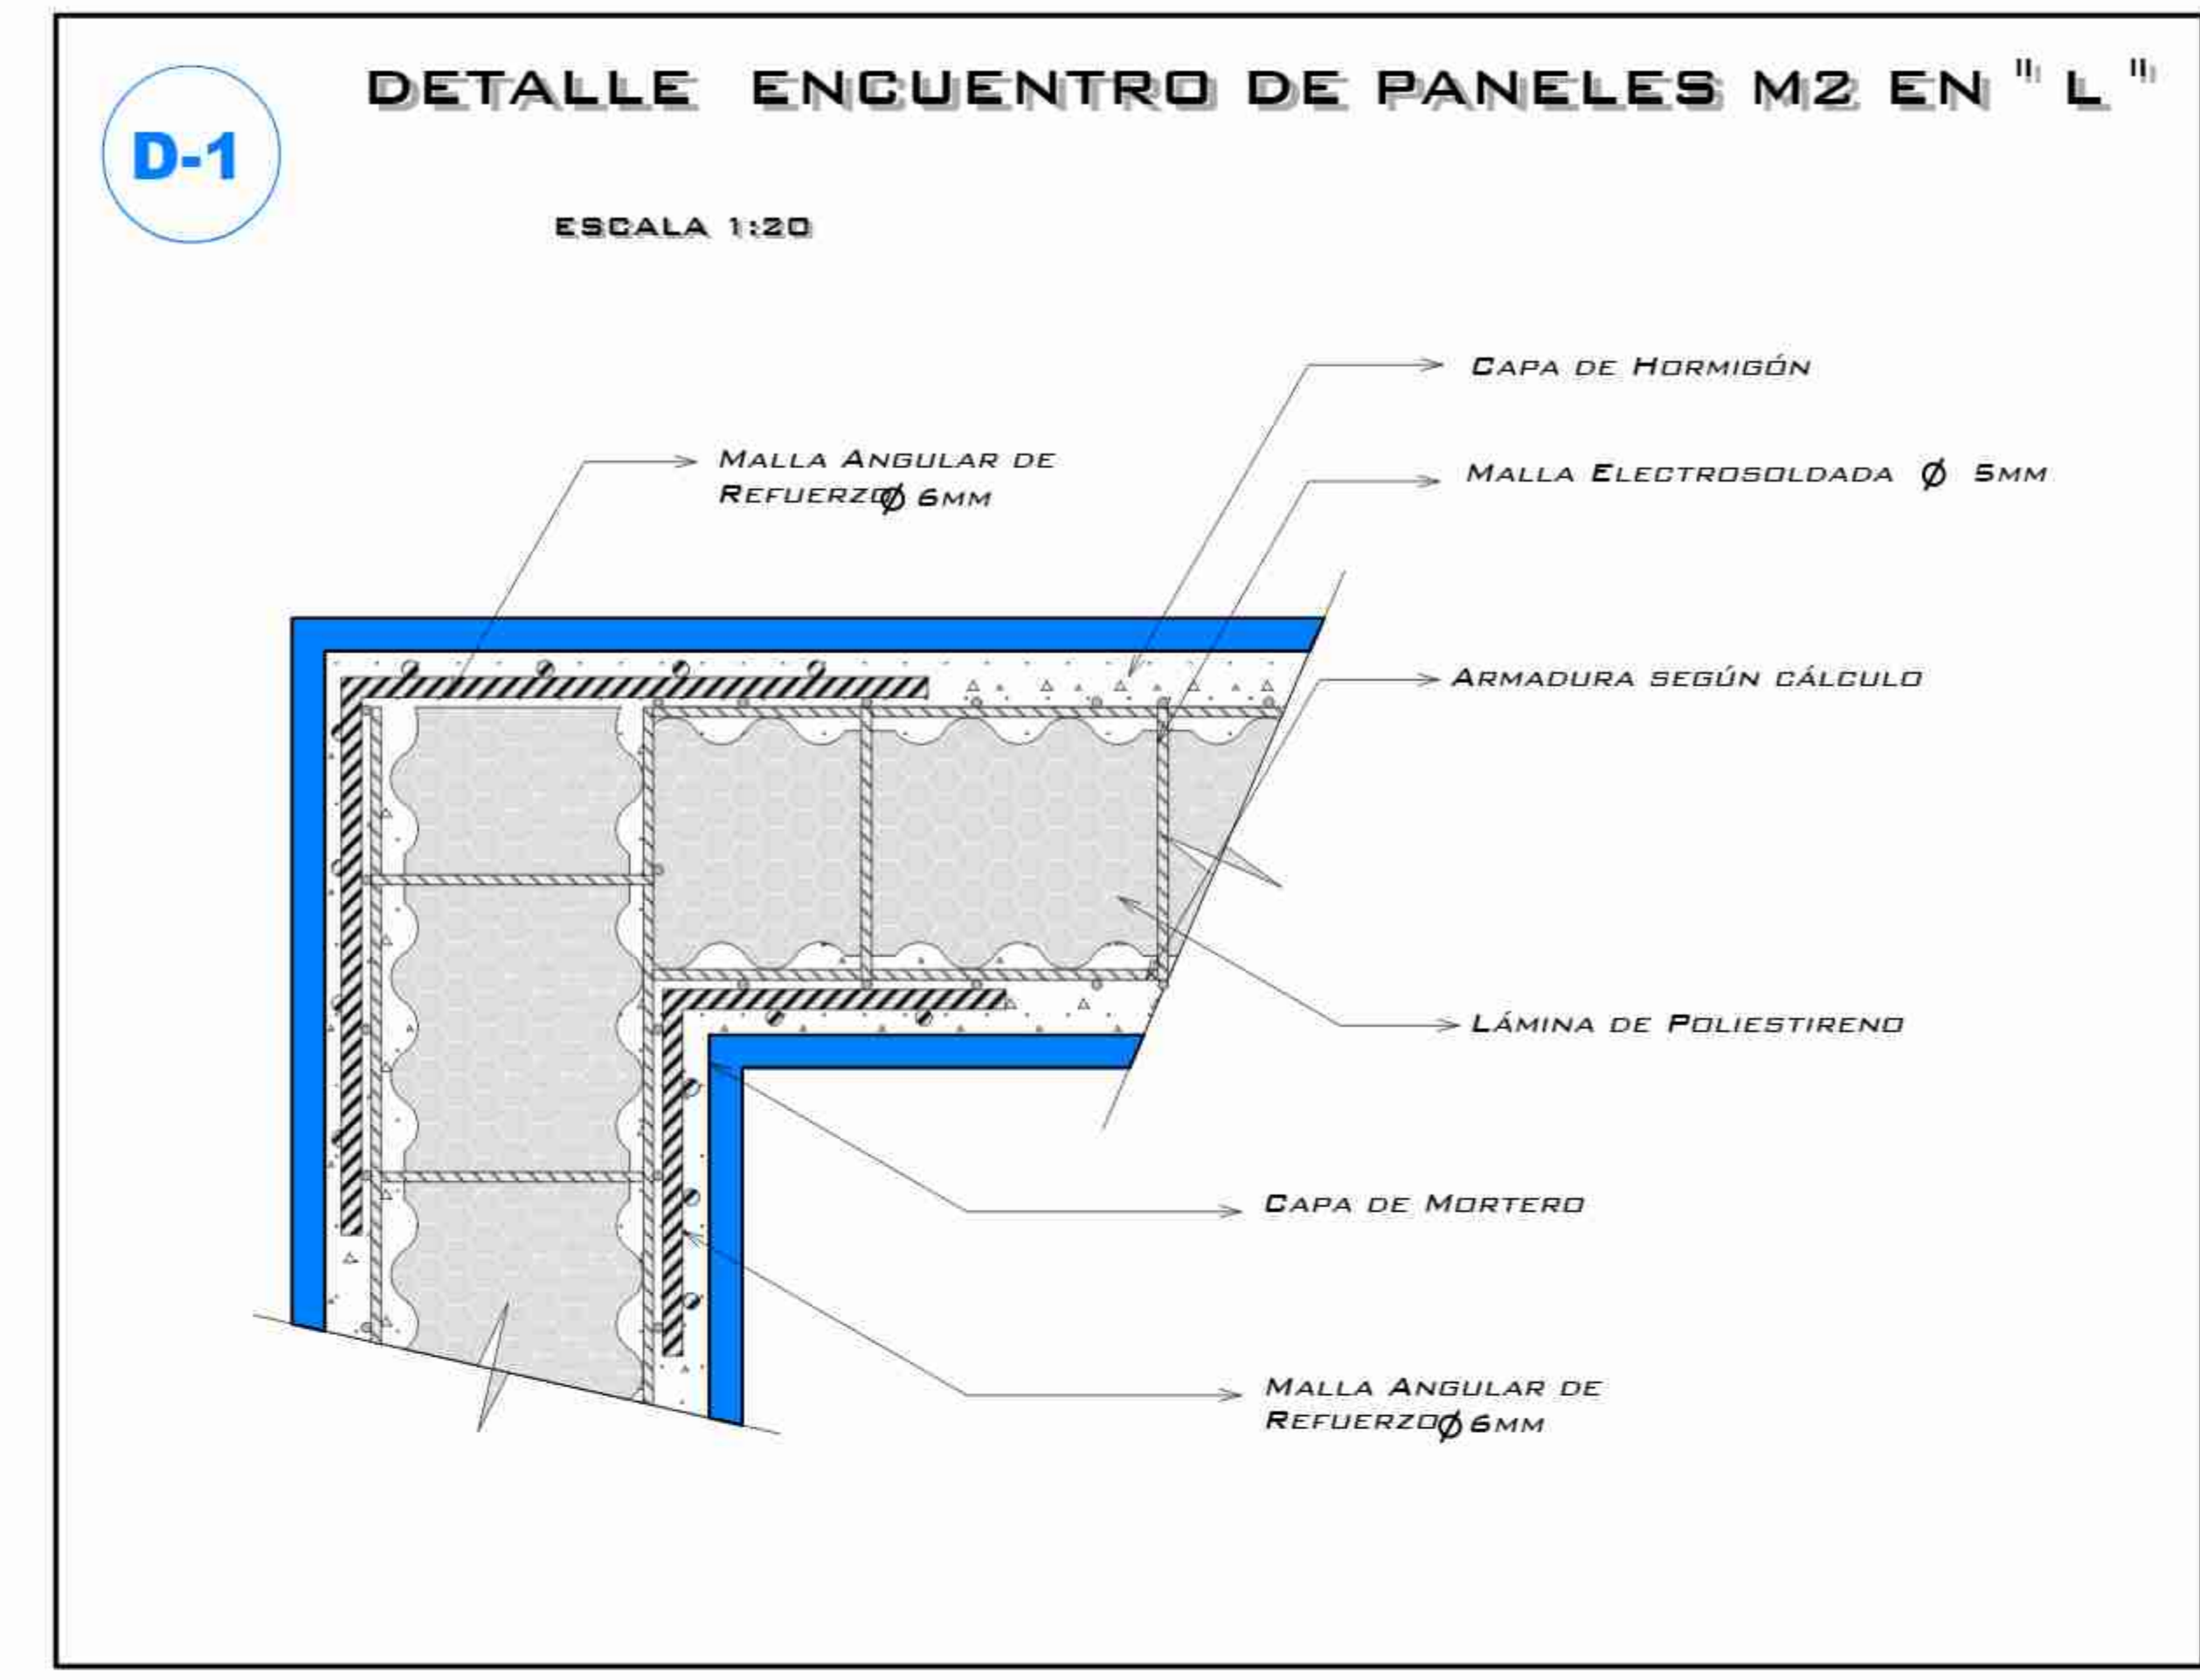 D-1
DETALLE ENCUENTRO DE PANELES M2 EN " L "
ESCALA 1:20
CAPA DE HORMIGÓN
MALLA ANGULAR DE
REFUERZO Ø 6MM
MALLA ELECTROSOLDADA Ø 5MM
ARMADURA SEGÚN CÁLCULO
LÁMINA DE POLIESTIRENO
CAPA DE MORTERO
MALLA ANGULAR DE
REFUERZO Ø 6MM